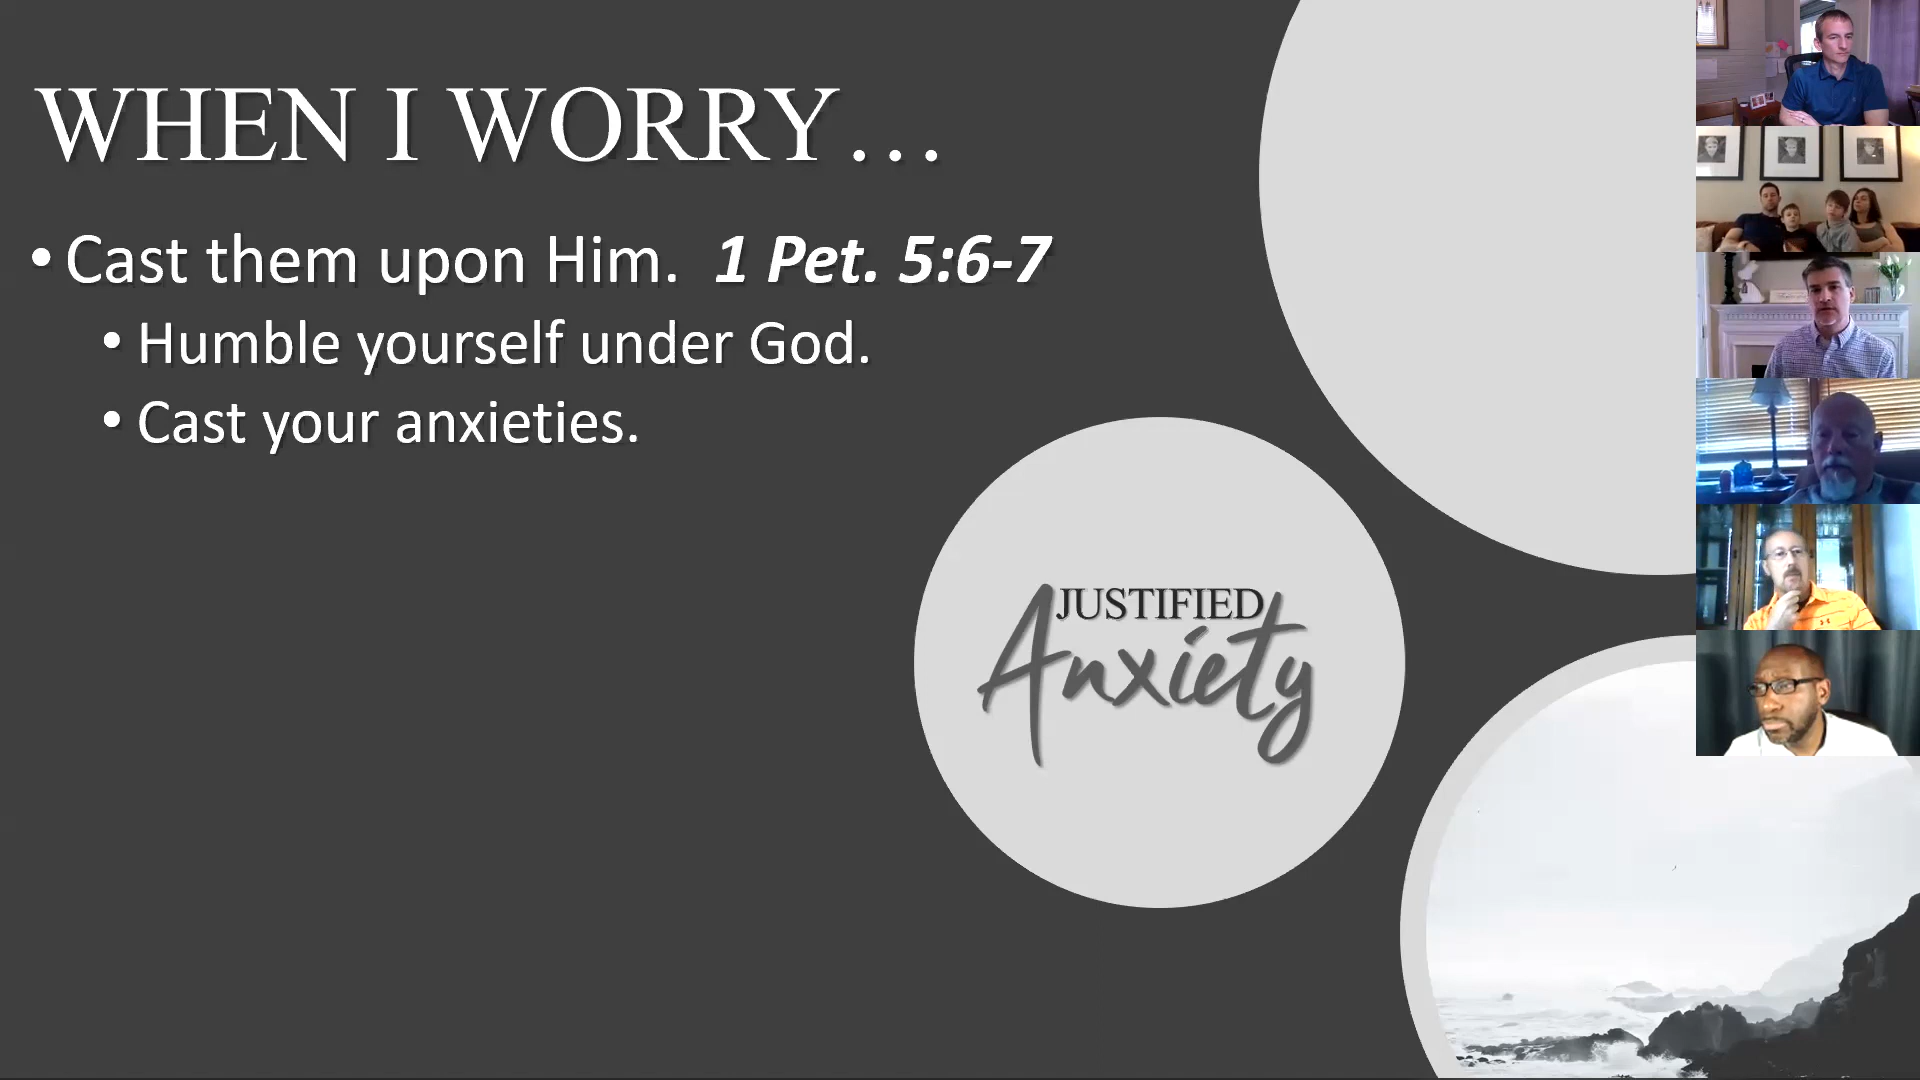 WHEN I WORRY…
• Cast them upon Him. 1 Pet. 5:6-7
• Humble yourself under God.
• Cast your anxieties.
JUSTIFIED
Anxiety